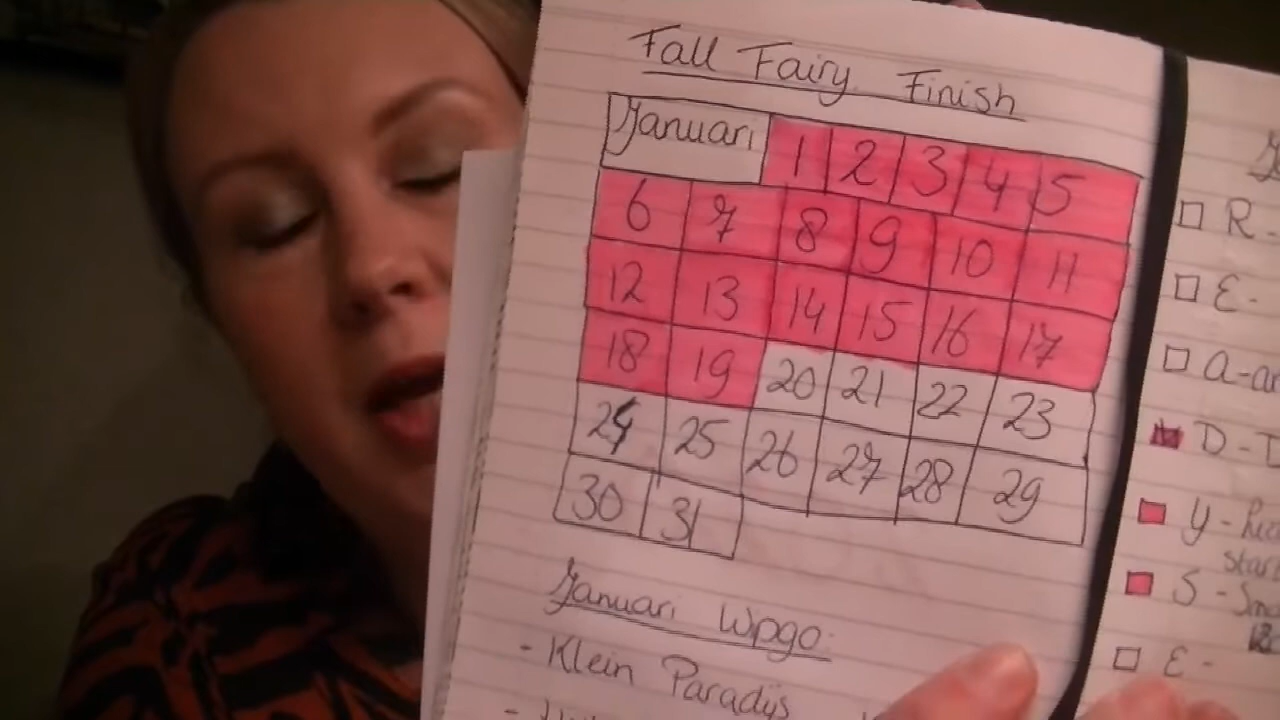 Fall Fairy Finish
Januari 1 2 3 4 5
6 7 8 9 10 11
12 13 14 15 16 17
18 19 20 21 22 23
24 25 26 27 28 29
30 31
Januari Wpgo:
- Klein Paradijs
R -
E -
A -
D -
Y -
S -
E -